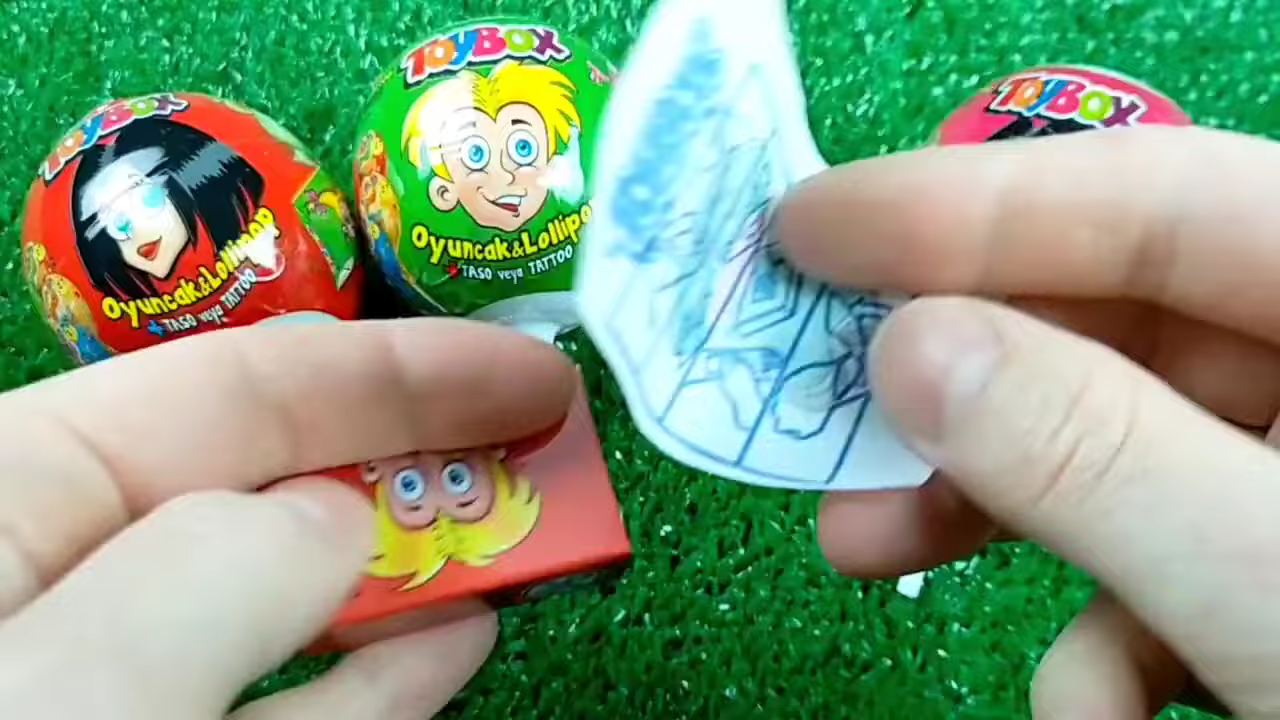 TOYBOX
Oyuncak&Lollipop
+ TASO veya TATTOO
TOYBOX
Oyuncak&Lollipo
+ TASO veya TATTOO
TOYBOX